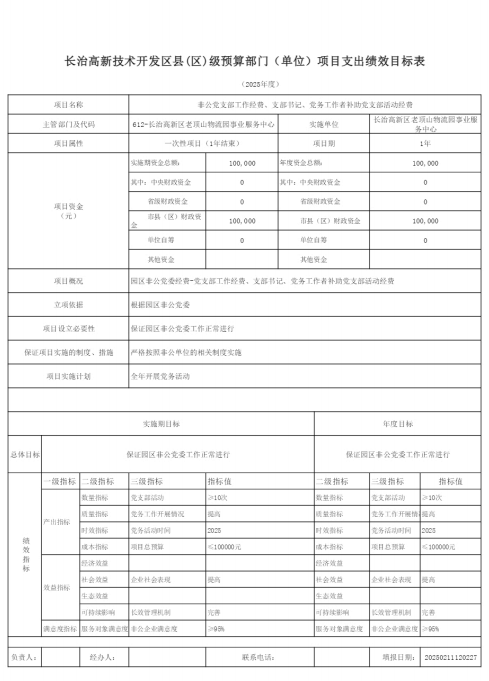 长治高新技术开发区县(区)级预算部门（单位）项目支出绩效目标表
（2025年度）
项目名称 非公党支部工作经费、支部书记、党务工作者补助党支部活动经费
主管部门及代码 612-长治高新区老顶山物流园事业服务中心 实施单位 长治高新区老顶山物流园事业服务中心
项目属性 一次性项目（1年结束） 项目期 1年
项目资金（元） 实施期资金总额： 100,000 年度资金总额： 100,000
其中：中央财政资金 0 其中：中央财政资金 0
省级财政资金 0 省级财政资金 0
市县（区）财政资金 100,000 市县（区）财政资金 100,000
单位自筹 0 单位自筹 0
其他资金 其他资金
项目概况 园区非公党委经费-党支部工作经费、支部书记、党务工作者补助党支部活动经费
立项依据 根据园区非公党委
项目设立必要性 保证园区非公党委工作正常进行
保证项目实施的制度、措施 严格按照非公单位的相关制度实施
项目实施计划 全年开展党务活动
实施期目标 年度目标
总体目标 保证园区非公党委工作正常进行 保证园区非公党委工作正常进行
绩效指标 一级指标 二级指标 三级指标 指标值 二级指标 三级指标 指标值
产出指标 数量指标 党支部活动 ≥10次 数量指标 党支部活动 ≥10次
质量指标 党务工作开展情况 提高 质量指标 党务工作开展情 提高
时效指标 党务活动时间 2025 时效指标 党务活动时间 2025
成本指标 项目总预算 ≤100000元 成本指标 项目总预算 ≤100000元
效益指标 经济效益 经济效益
社会效益 企业社会表现 提高 社会效益 企业社会表现 提高
生态效益 生态效益
可持续影响 长效管理机制 完善 可持续影响 长效管理机制 完善
满意度指标 服务对象满意度 非公企业满意度 ≥95% 服务对象满意度 非公企业满意度 ≥95%
负责人： 经办人： 联系电话： 填报日期： 20250211120227